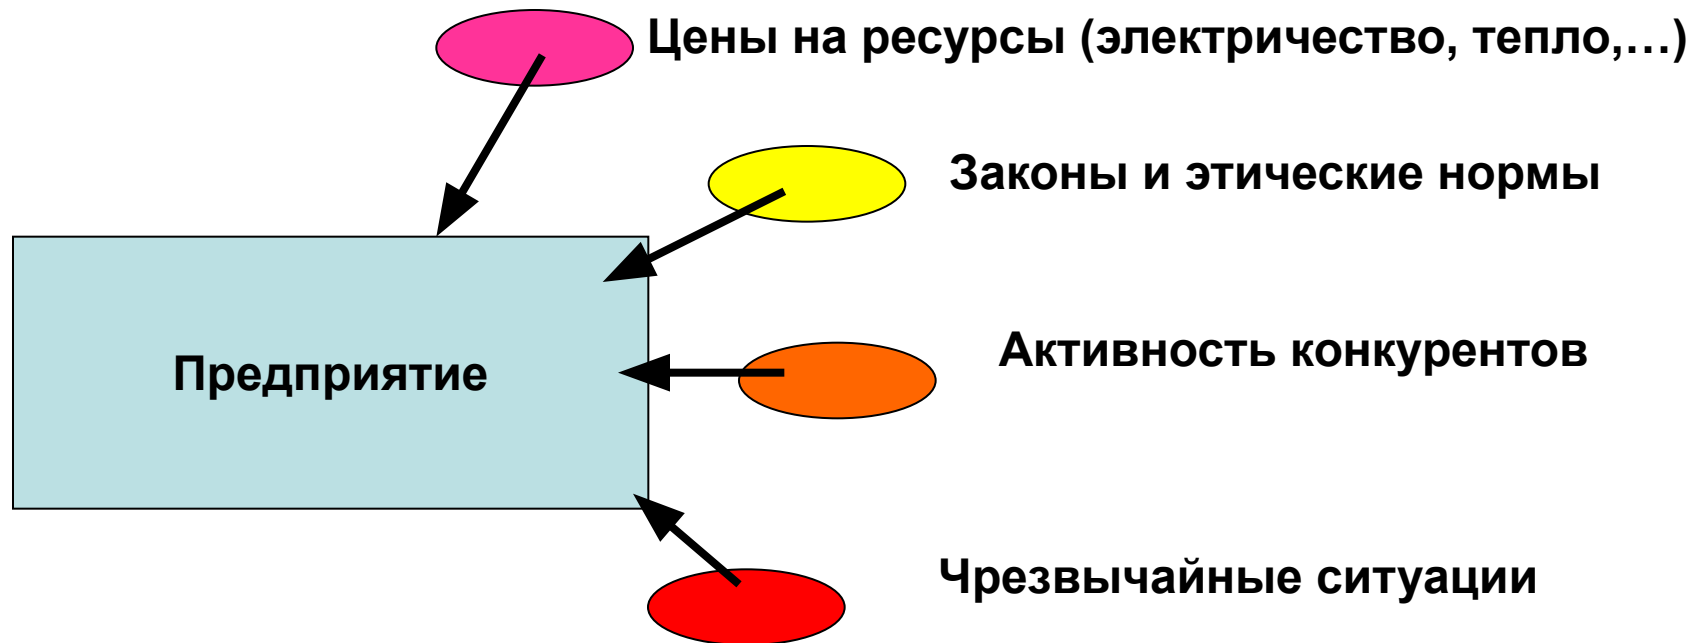 Цены на ресурсы (электричество, тепло,…)
Законы и этические нормы
Активность конкурентов
Предприятие
Чрезвычайные ситуации